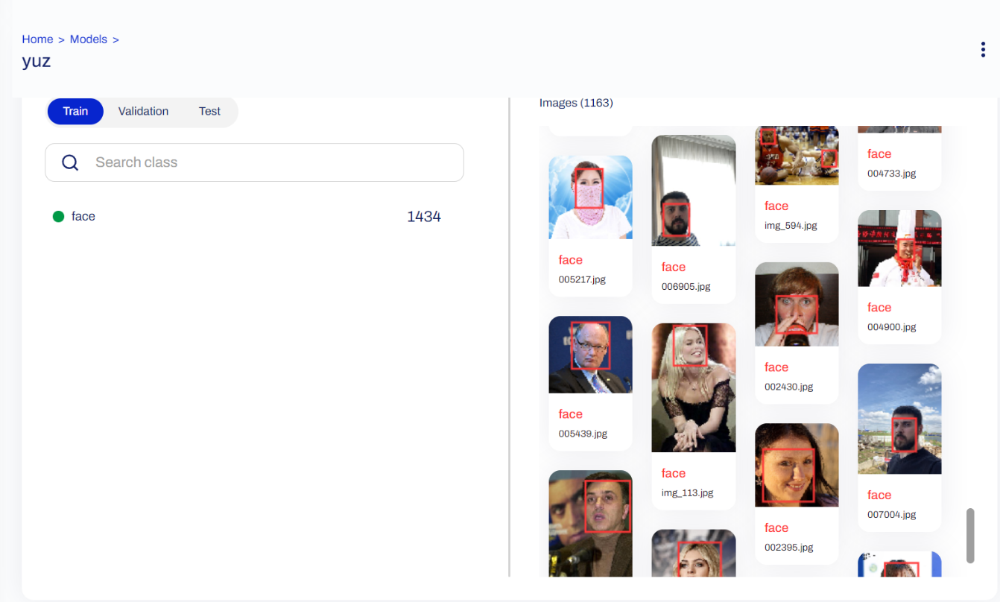 Home > Models >
yuz
Train
Validation
Test
Search class
face
1434
Images (1163)
face
005217.jpg
face
005439.jpg
face
006905.jpg
face
img_113.jpg
face
img_594.jpg
face
002430.jpg
face
002395.jpg
face
004733.jpg
face
004900.jpg
face
007004.jpg